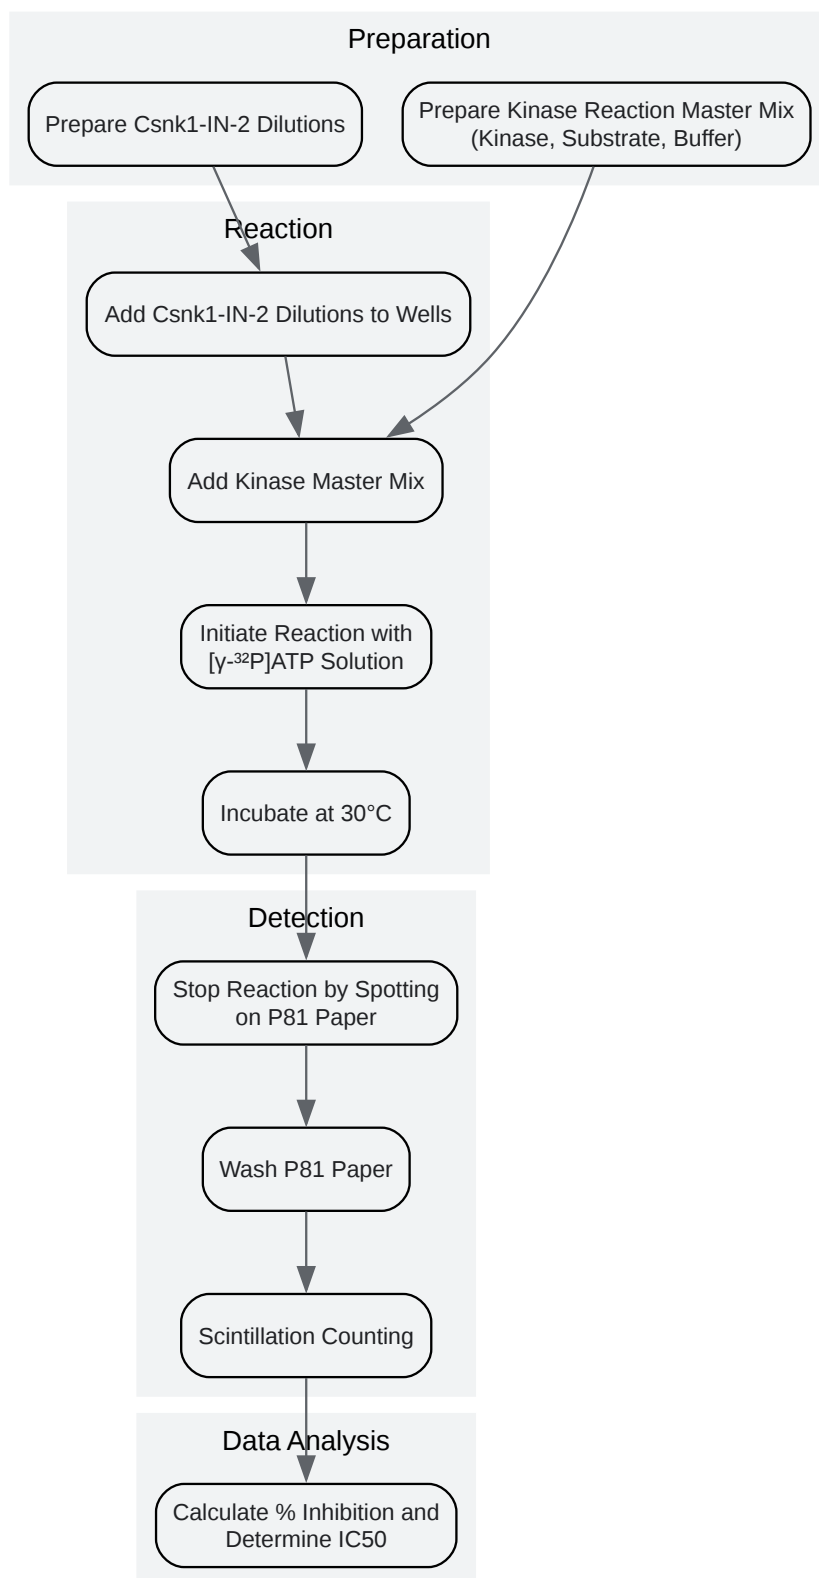 Preparation
Prepare Csnk1-IN-2 Dilutions
Prepare Kinase Reaction Master Mix
(Kinase, Substrate, Buffer)
Reaction
Add Csnk1-IN-2 Dilutions to Wells
Add Kinase Master Mix
Initiate Reaction with
[γ-³²P]ATP Solution
Incubate at 30°C
Detection
Stop Reaction by Spotting
on P81 Paper
Wash P81 Paper
Scintillation Counting
Data Analysis
Calculate % Inhibition and
Determine IC50